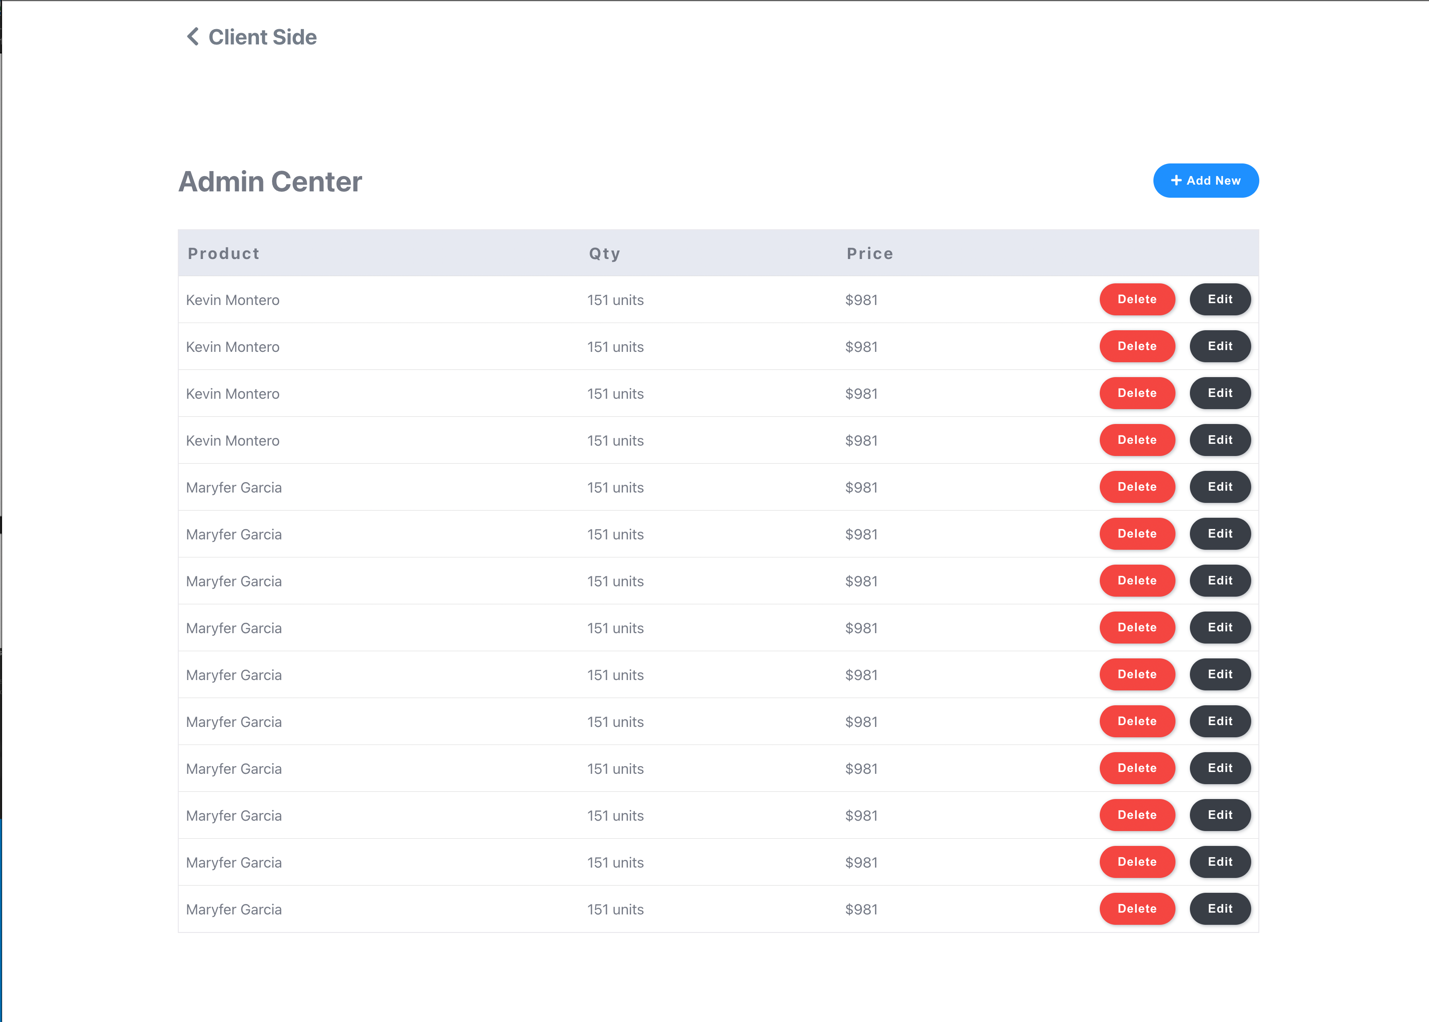 Client Side
Admin Center
+ Add New
Product Qty Price
Kevin Montero 151 units $981 Delete Edit
Kevin Montero 151 units $981 Delete Edit
Kevin Montero 151 units $981 Delete Edit
Kevin Montero 151 units $981 Delete Edit
Maryfer Garcia 151 units $981 Delete Edit
Maryfer Garcia 151 units $981 Delete Edit
Maryfer Garcia 151 units $981 Delete Edit
Maryfer Garcia 151 units $981 Delete Edit
Maryfer Garcia 151 units $981 Delete Edit
Maryfer Garcia 151 units $981 Delete Edit
Maryfer Garcia 151 units $981 Delete Edit
Maryfer Garcia 151 units $981 Delete Edit
Maryfer Garcia 151 units $981 Delete Edit
Maryfer Garcia 151 units $981 Delete Edit